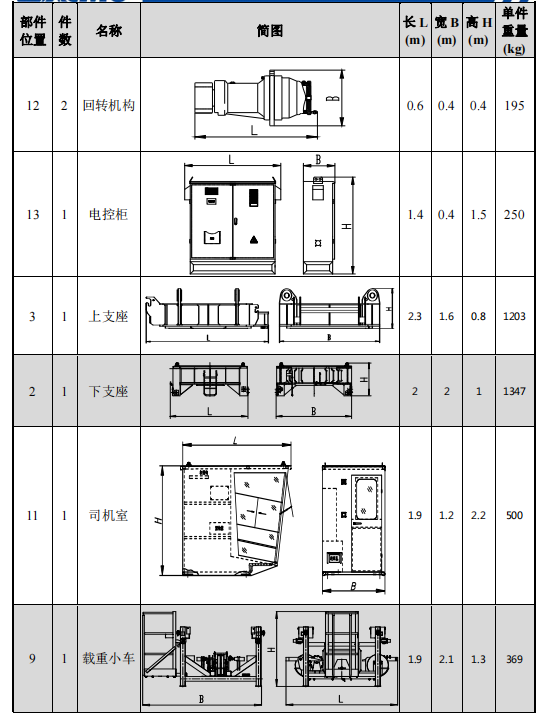 部件位置 件数 名称 简图 长 L (m) 宽 B (m) 高 H (m) 单件重量 (kg)
12 2 回转机构 L B 0.6 0.4 0.4 195
13 1 电控柜 L B H 1.4 0.4 1.5 250
3 1 上支座 L B H 2.3 1.6 0.8 1203
2 1 下支座 L B H 2 2 1 1347
11 1 司机室 L H B 1.9 1.2 2.2 500
9 1 载重小车 B H L 1.9 2.1 1.3 369